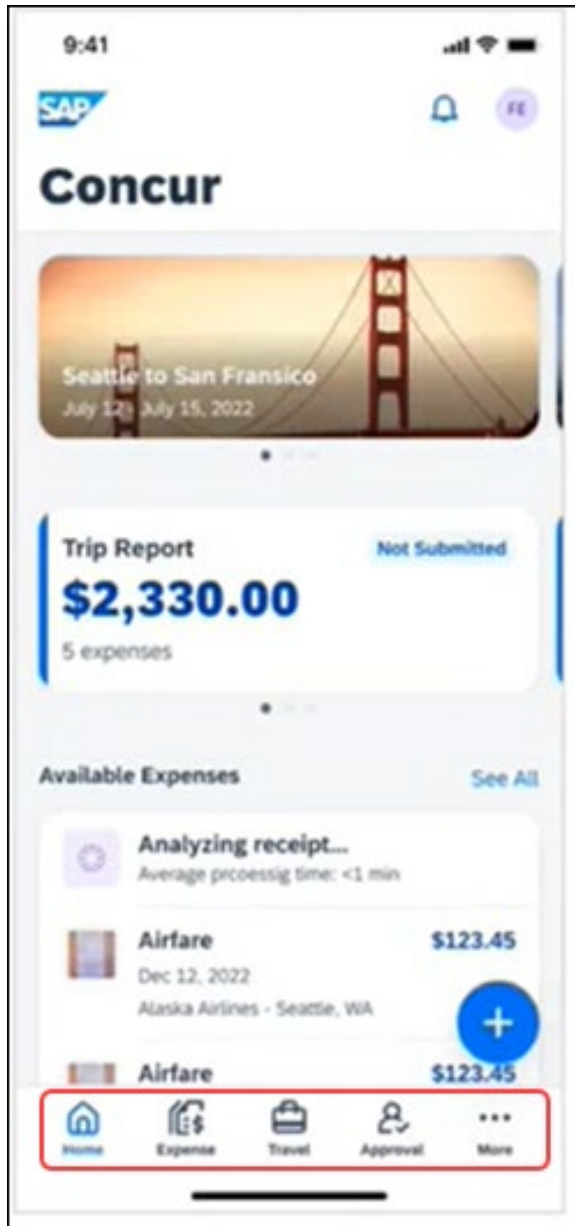 9:41
SAP
FE
Concur
Seattle to San Fransico
July 12 - July 15, 2022
Trip Report
Not Submitted
$2,330.00
5 expenses
Available Expenses
See All
Analyzing receipt...
Average prcoessig time: <1 min
Airfare
$123.45
Dec 12, 2022
Alaska Airlines - Seattle, WA
Airfare
$123.45
Home Expense Travel Approval More